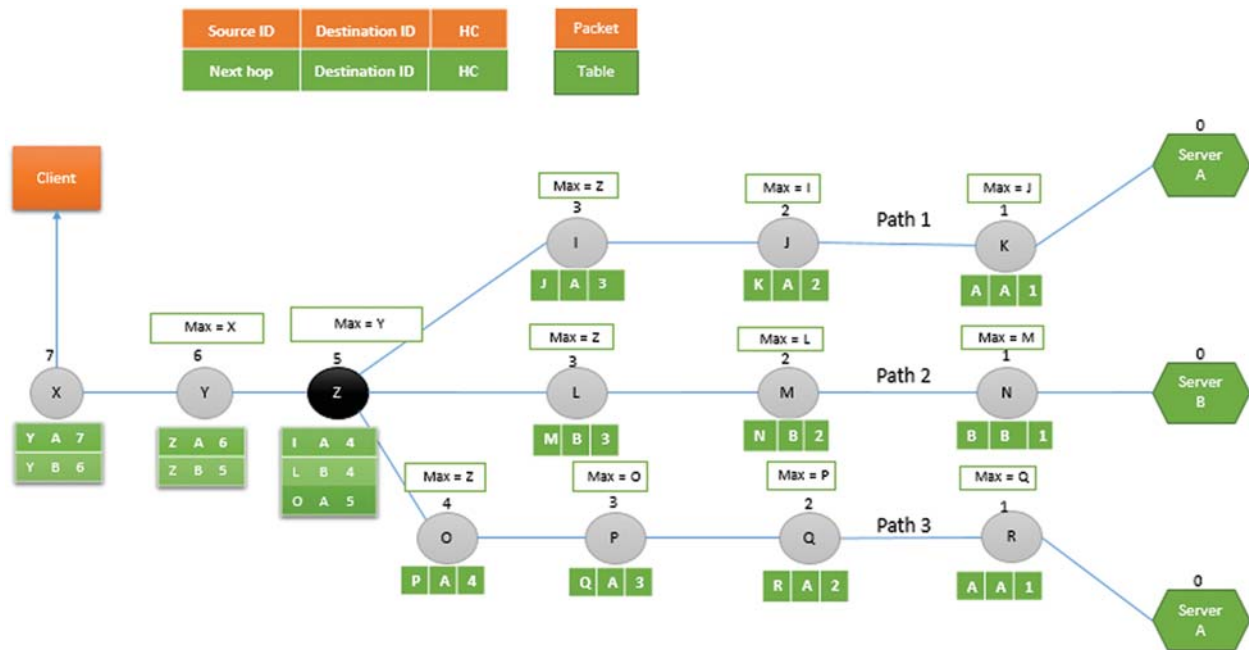 Source ID Destination ID HC Packet
Next hop Destination ID HC Table
0
Server
A
Client
Max = Z Max = I Max = J
3 2 Path 1 1
I J K
J A 3 K A 2 A A 1
Max = X Max = Y Max = Z Max = L Max = M
7 6 5 3 2 Path 2 1 0
X Y Z L M N Server
B
Y A 7 Z A 6 I A 4 M B 3 N B 2 B B 1
Y B 6 Z B 5 L B 4
O A 5
Max = Z Max = O Max = P Max = Q
4 3 2 Path 3 1
O P Q R
P A 4 Q A 3 R A 2 A A 1
0
Server
A